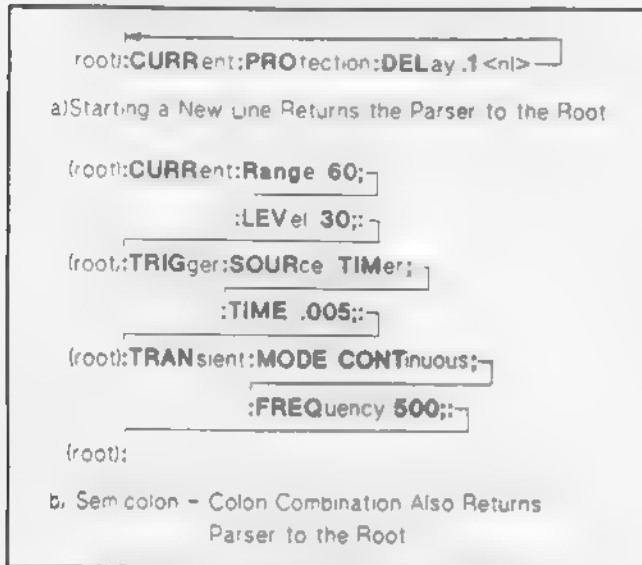 root):CURRent:PROtection:DELay .1 <nl>
a) Starting a New Line Returns the Parser to the Root
(root):CURRent:Range 60;
:LEVel 30;:
(root):TRIGger:SOURce TIMer;
:TIME .005;:
(root):TRANsient:MODE CONTinuous;
:FREQuency 500;:
(root):
b) Semicolon – Colon Combination Also Returns
Parser to the Root